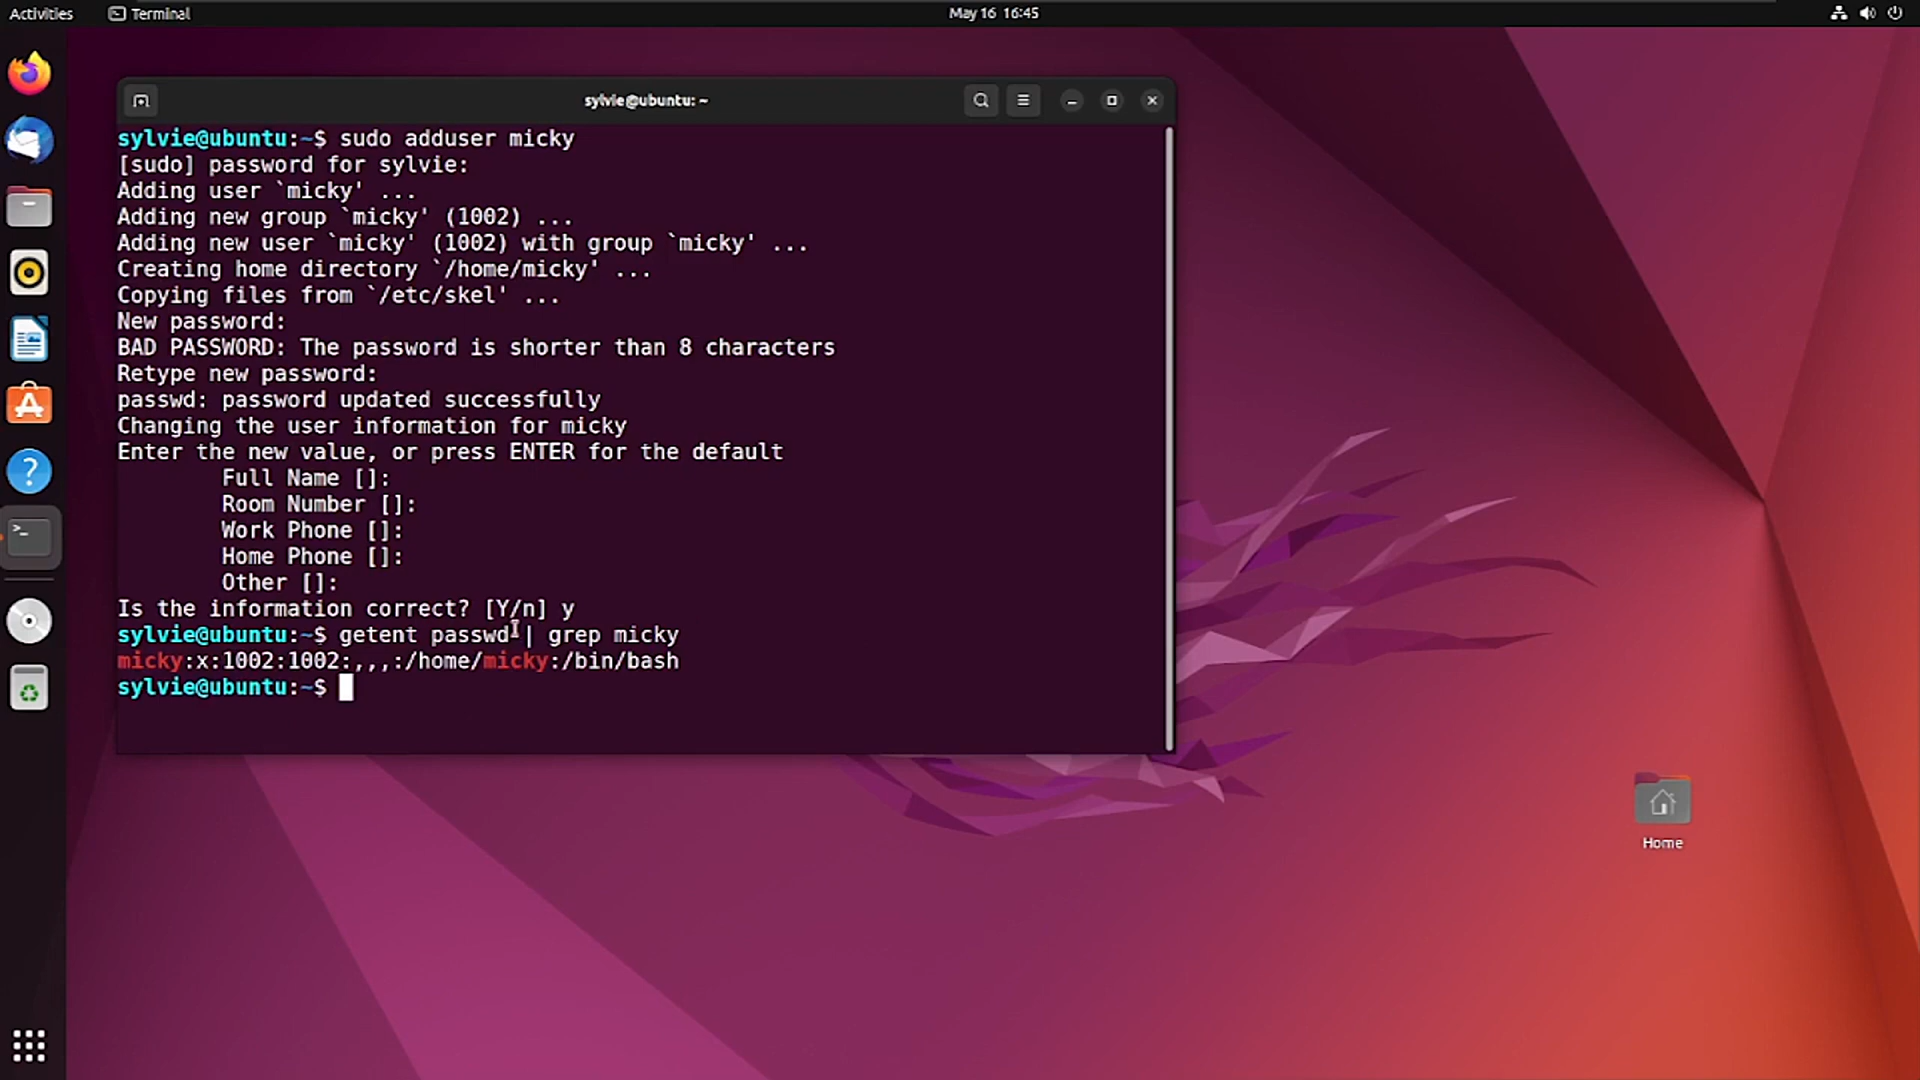 Activities Terminal May 16 16:45
sylvie@ubuntu: ~
sylvie@ubuntu:~$ sudo adduser micky
[sudo] password for sylvie:
Adding user `micky' ...
Adding new group `micky' (1002) ...
Adding new user `micky' (1002) with group `micky' ...
Creating home directory `/home/micky' ...
Copying files from `/etc/skel' ...
New password:
BAD PASSWORD: The password is shorter than 8 characters
Retype new password:
passwd: password updated successfully
Changing the user information for micky
Enter the new value, or press ENTER for the default
Full Name []:
Room Number []:
Work Phone []:
Home Phone []:
Other []:
Is the information correct? [Y/n] y
sylvie@ubuntu:~$ getent passwd | grep micky
micky:x:1002:1002:,,,:/home/micky:/bin/bash
sylvie@ubuntu:~$
Home